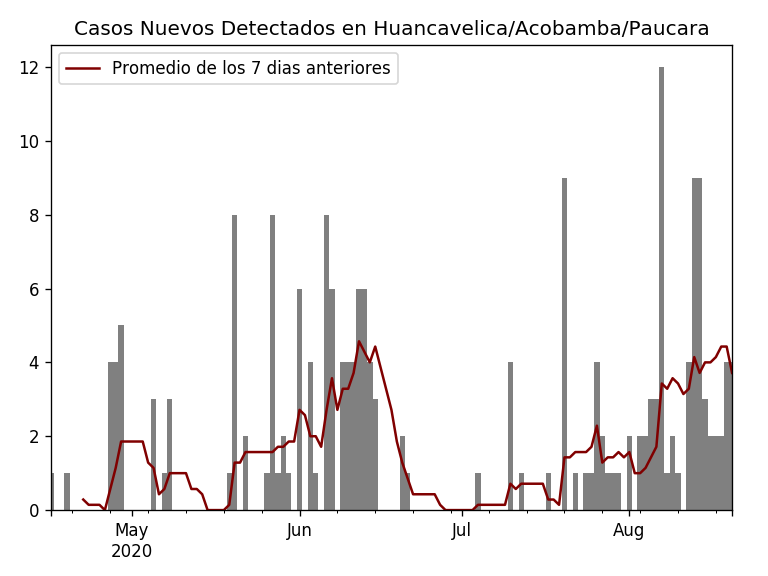 Casos Nuevos Detectados en Huancavelica/Acobamba/Paucara
Promedio de los 7 dias anteriores
12
10
8
6
4
2
0
May Jun Jul Aug
2020